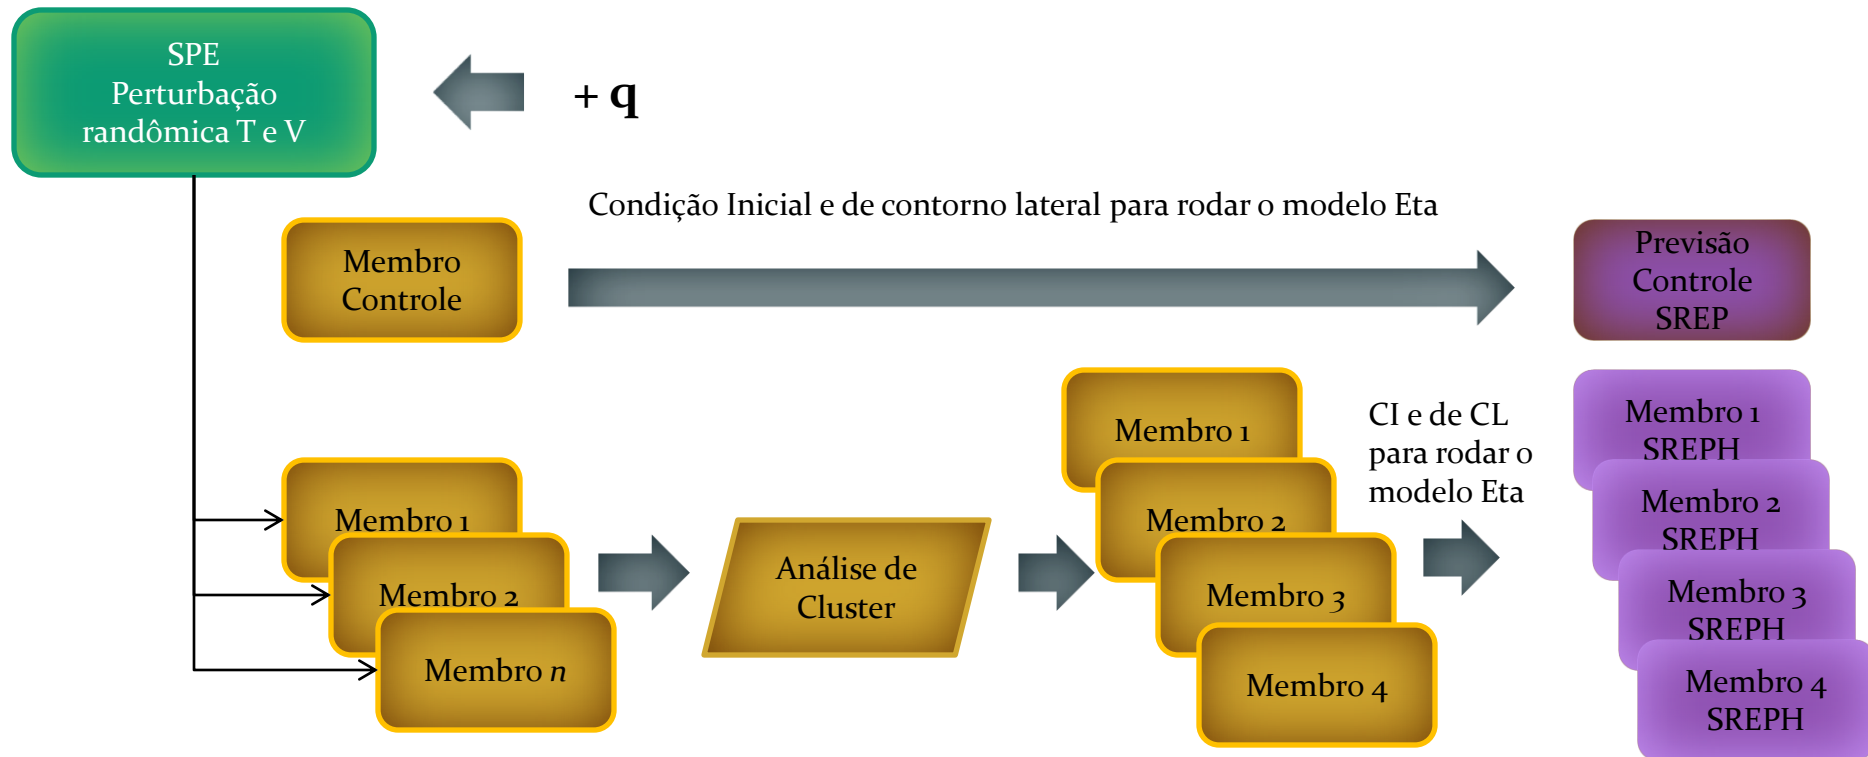 SPE
Perturbação
randômica T e V
+ q
Condição Inicial e de contorno lateral para rodar o modelo Eta
Membro
Controle
Previsão
Controle
SREP
Membro 1
Membro 2
Membro n
Análise de
Cluster
Membro 1
Membro 2
Membro 3
Membro 4
CI e de CL
para rodar o
modelo Eta
Membro 1
SREPH
Membro 2
SREPH
Membro 3
SREPH
Membro 4
SREPH